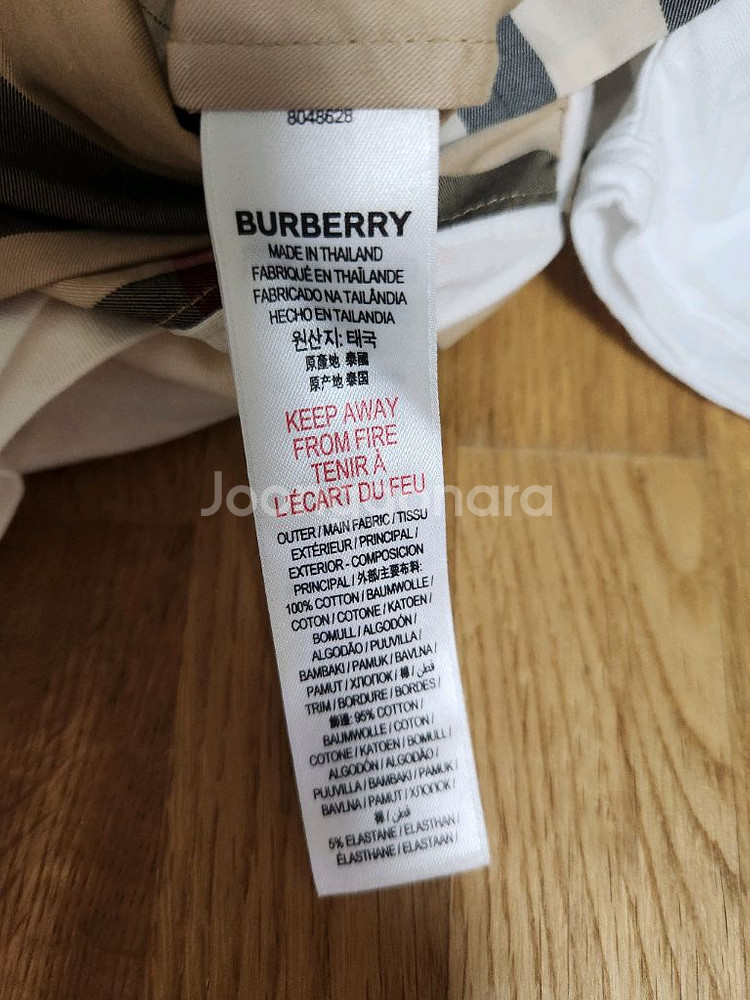 8048628
BURBERRY
MADE IN THAILAND
FABRIQUÉ EN THAÏLANDE
FABRICADO NA TAILÂNDIA
HECHO EN TAILANDIA
원산지: 태국
原產地 泰國
原产地 泰国
KEEP AWAY
FROM FIRE
TENIR À
L'ÉCART DU FEU
Joongonara
OUTER / MAIN FABRIC / TISSU
EXTÉRIEUR / PRINCIPAL /
EXTERIOR - COMPOSICION
PRINCIPAL / 外部/主要布料:
100% COTTON / BAUMWOLLE /
COTON / COTONE / KATOEN /
BOMULL / ALGODÓN /
ALGODÃO / PUUVILLA /
BAMBAKI / PAMUK / BAVLNA /
PAMUT / ХЛОПОК / 棉 / قطن /
TRIM / BORDURE / BORDES /
飾邊: 95% COTTON /
BAUMWOLLE / COTON /
COTONE / KATOEN / BOMULL /
ALGODÓN / ALGODÃO /
PUUVILLA / BAMBAKI / PAMUK /
BAVLNA / PAMUT / ХЛОПОК /
棉 / قطن
5% ELASTANE / ELASTHAN /
ÉLASTHANE / ELASTAAN /